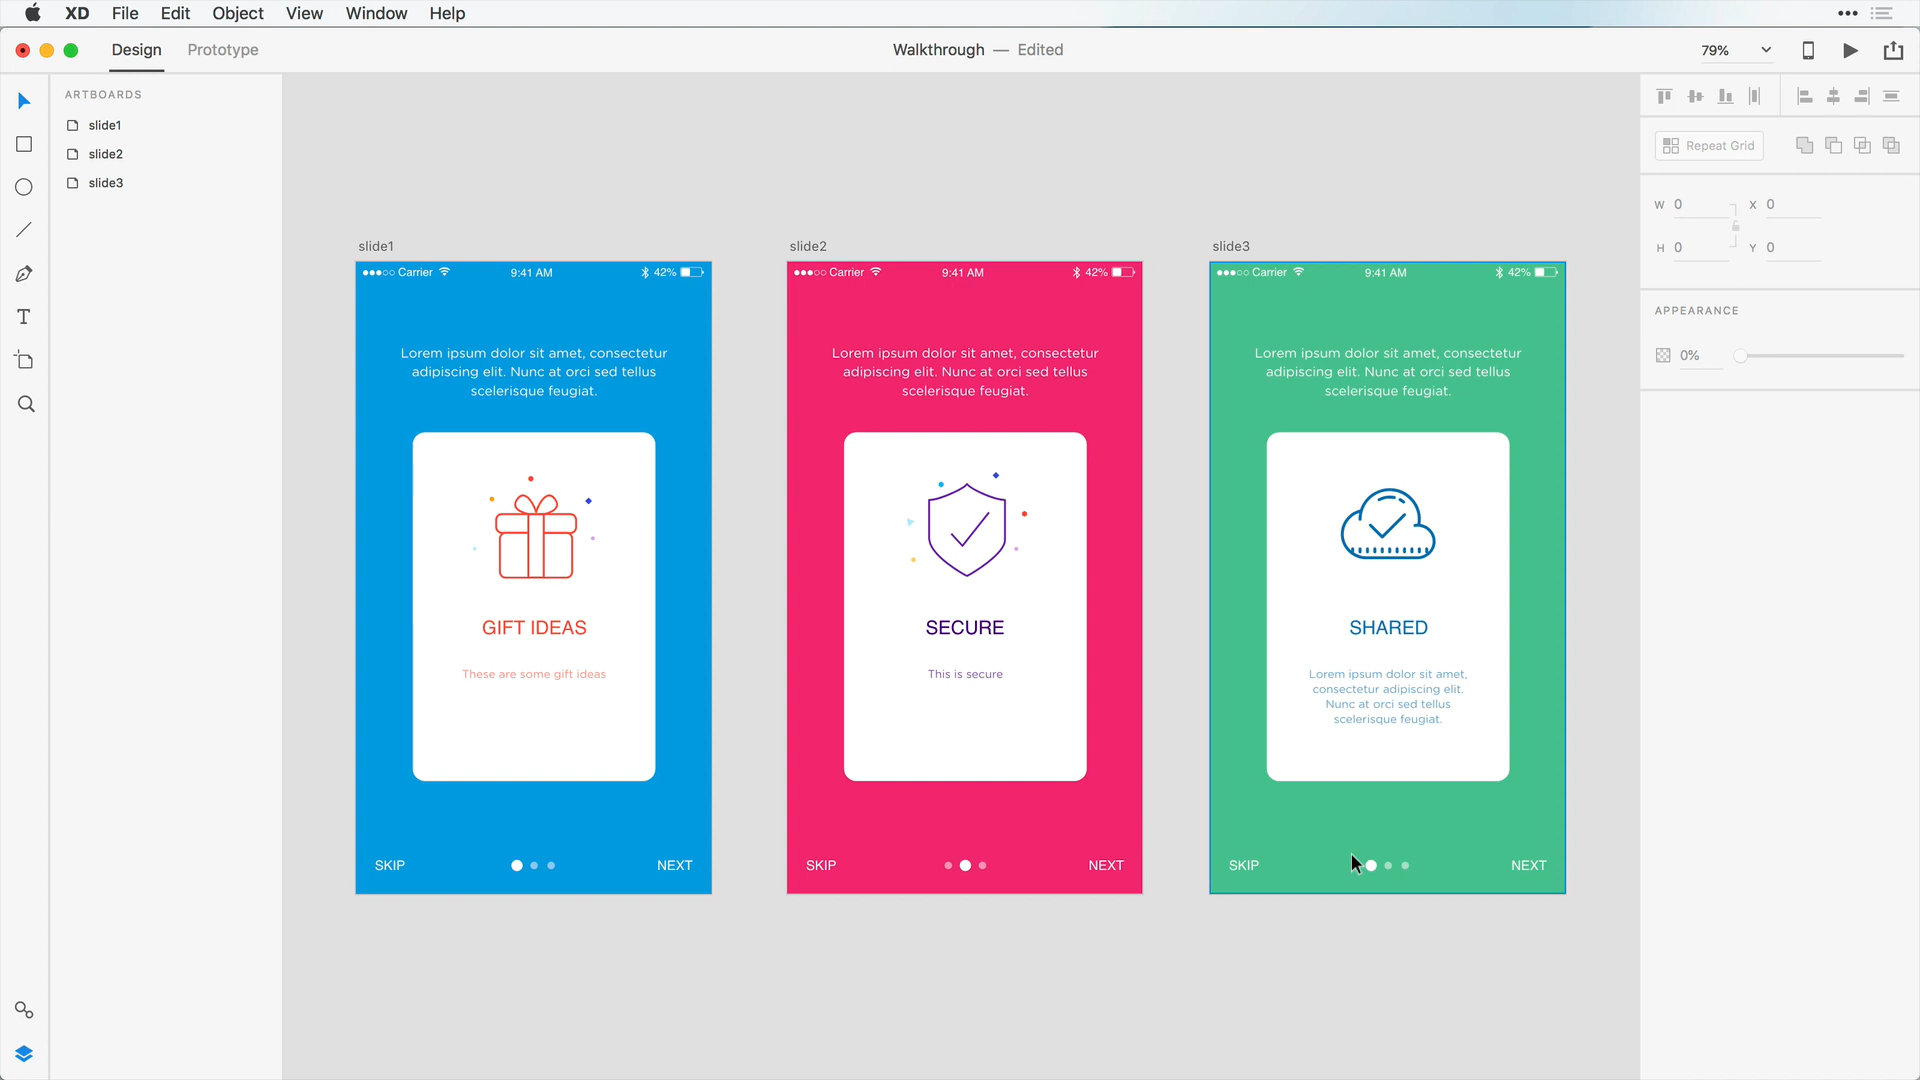 XD File Edit Object View Window Help
Design Prototype
Walkthrough — Edited
79%
ARTBOARDS
slide1
slide2
slide3
slide1
Carrier 9:41 AM 42%
Lorem ipsum dolor sit amet, consectetur
adipiscing elit. Nunc at orci sed tellus
scelerisque feugiat.
GIFT IDEAS
These are some gift ideas
SKIP NEXT
slide2
Carrier 9:41 AM 42%
Lorem ipsum dolor sit amet, consectetur
adipiscing elit. Nunc at orci sed tellus
scelerisque feugiat.
SECURE
This is secure
SKIP NEXT
slide3
Carrier 9:41 AM 42%
Lorem ipsum dolor sit amet, consectetur
adipiscing elit. Nunc at orci sed tellus
scelerisque feugiat.
SHARED
Lorem ipsum dolor sit amet,
consectetur adipiscing elit.
Nunc at orci sed tellus
scelerisque feugiat.
SKIP NEXT
Repeat Grid
W 0 X 0
H 0 Y 0
APPEARANCE
0%